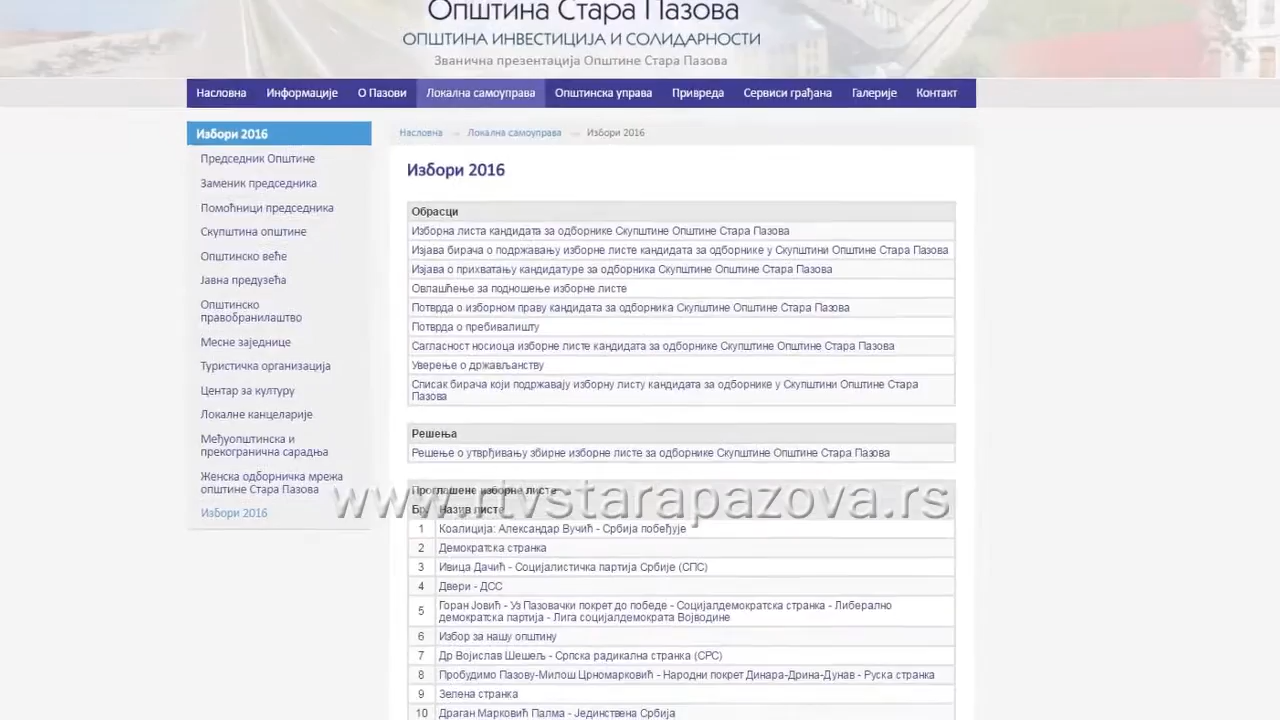 Општина Стара Пазова
ОПШТИНА ИНВЕСТИЦИЈА И СОЛИДАРНОСТИ
Званична презентација Општине Стара Пазова
Насловна Информације О Пазови Локална самоуправа Општинска управа Привреда Сервиси грађана Галерије Контакт
Избори 2016
Председник Општине
Заменик председника
Помоћници председника
Скупштина општине
Општинско веће
Јавна предузећа
Општинско
правобранилаштво
Месне заједнице
Туристичка организација
Центар за културу
Локалне канцеларије
Међуопштинска и
прекогранична сарадња
Женска одборничка мрежа
општине Стара Пазова
Избори 2016
Насловна → Локална самоуправа → Избори 2016
Избори 2016
Обрасци
Изборна листа кандидата за одборнике Скупштине Општине Стара Пазова
Изјава бирача о подржавању изборне листе кандидата за одборнике у Скупштини Општине Стара Пазова
Изјава о прихватању кандидатуре за одборника Скупштине Општине Стара Пазова
Овлашћење за подношење изборне листе
Потврда о изборном праву кандидата за одборника Скупштине Општине Стара Пазова
Потврда о пребивалишту
Сагласност носиоца изборне листе кандидата за одборнике Скупштине Општине Стара Пазова
Уверење о држављанству
Списак бирача који подржавају изборну листу кандидата за одборнике у Скупштини Општине Стара
Пазова
Решења
Решење о утврђивању збирне изборне листе за одборнике Скупштине Општине Стара Пазова
Проглашене изборне листе
www.rtvstarapazova.rs
Бр. Назив листе
1 Коалиција: Александар Вучић - Србија побеђује
2 Демократска странка
3 Ивица Дачић - Социјалистичка партија Србије (СПС)
4 Двери - ДСС
5 Горан Јовић - Уз Пазовачки покрет до победе - Социјалдемократска странка - Либерално
демократска партија - Лига социјалдемократа Војводине
6 Избор за нашу општину
7 Др Војислав Шешељ - Српска радикална странка (СРС)
8 Пробудимо Пазову-Милош Црномарковић - Народни покрет Динара-Дрина-Дунав - Руска странка
9 Зелена странка
10 Драган Марковић Палма - Јединствена Србија